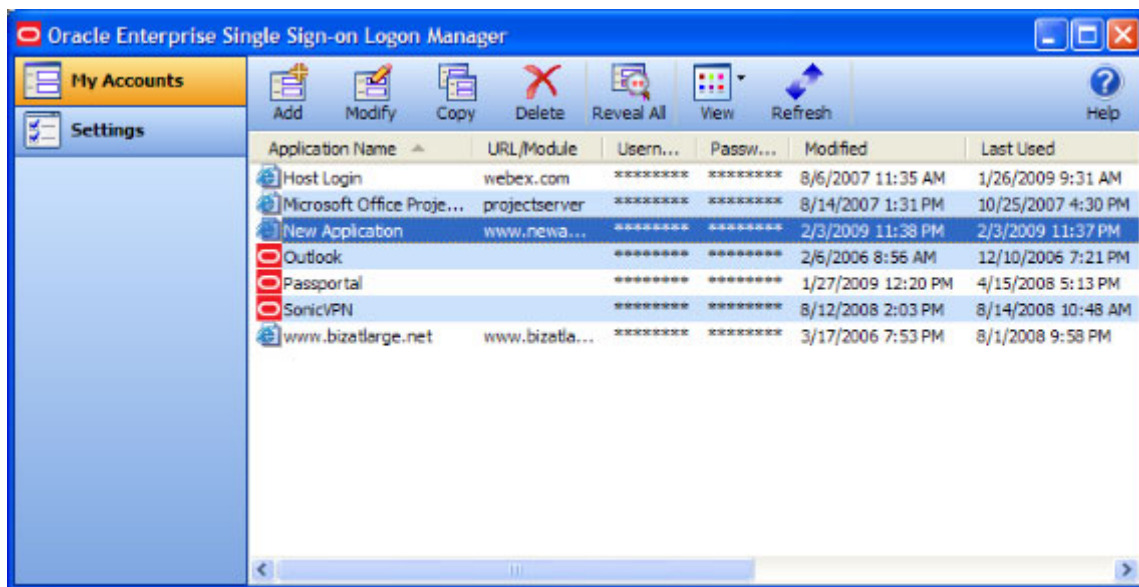 Oracle Enterprise Single Sign-on Logon Manager
My Accounts
Settings
Add Modify Copy Delete Reveal All View Refresh Help
Application Name URL/Module Usern... Passw... Modified Last Used
Host Login webex.com ******** ******** 8/6/2007 11:35 AM 1/26/2009 9:31 AM
Microsoft Office Proje... projectserver ******** ******** 8/14/2007 1:31 PM 10/25/2007 4:30 PM
New Application www.newa... ******** ******** 2/3/2009 11:38 PM 2/3/2009 11:37 PM
Outlook ******** ******** 2/6/2006 8:56 AM 12/10/2006 7:21 PM
Passportal ******** ******** 1/27/2009 12:20 PM 4/15/2008 5:13 PM
SonicVPN ******** ******** 8/12/2008 2:03 PM 8/14/2008 10:48 AM
www.bizatlarge.net www.bizatla... ******** ******** 3/17/2006 7:53 PM 8/1/2008 9:58 PM